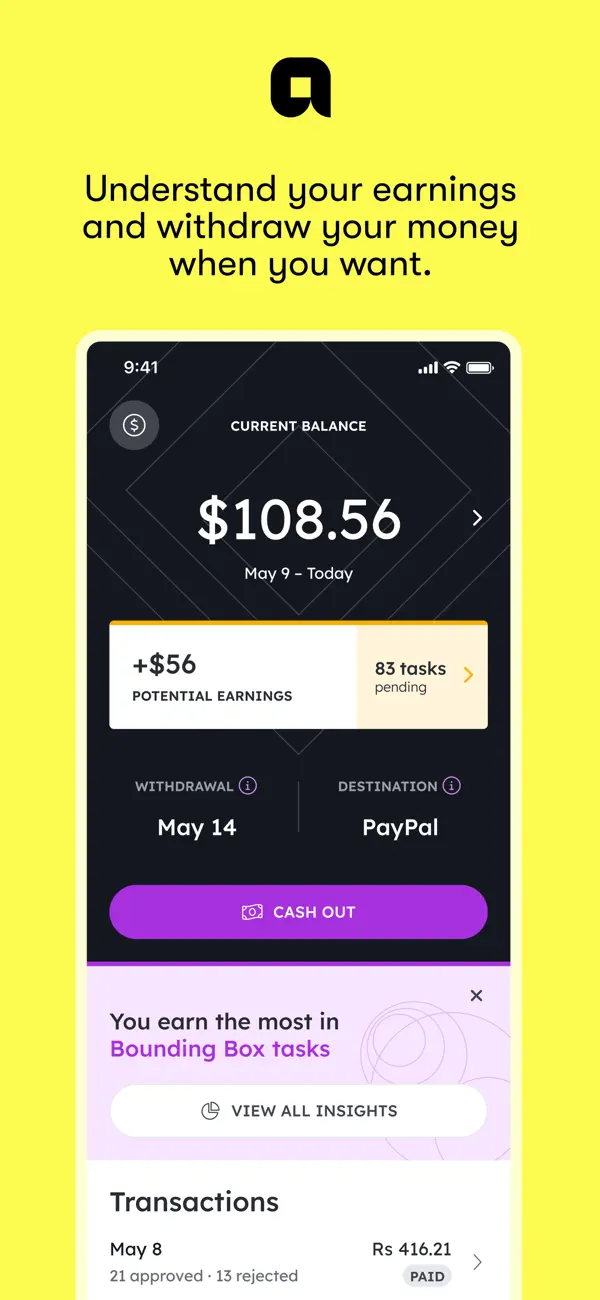 Understand your earnings
and withdraw your money
when you want.
9:41
CURRENT BALANCE
$108.56
May 9 – Today
+$56
POTENTIAL EARNINGS
83 tasks
pending
WITHDRAWAL
May 14
DESTINATION
PayPal
CASH OUT
You earn the most in
Bounding Box tasks
VIEW ALL INSIGHTS
Transactions
May 8
Rs 416.21
21 approved · 13 rejected
PAID